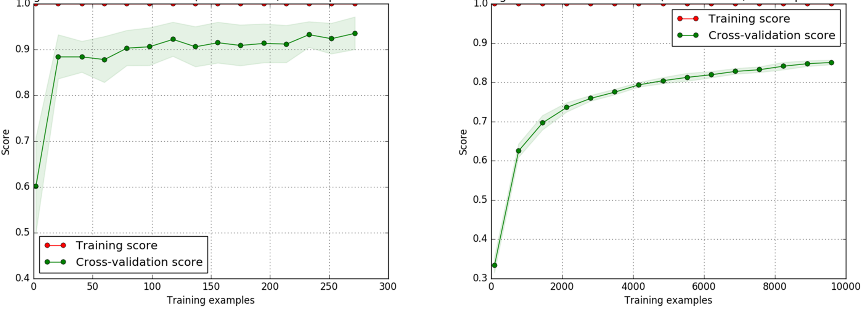 1.0
0.9
0.8
0.7
0.6
0.5
0.4
Score
0 50 100 150 200 250 300
Training examples
Training score
Cross-validation score
1.0
0.9
0.8
0.7
0.6
0.5
0.4
0.3
Score
0 2000 4000 6000 8000 10000
Training examples
Training score
Cross-validation score